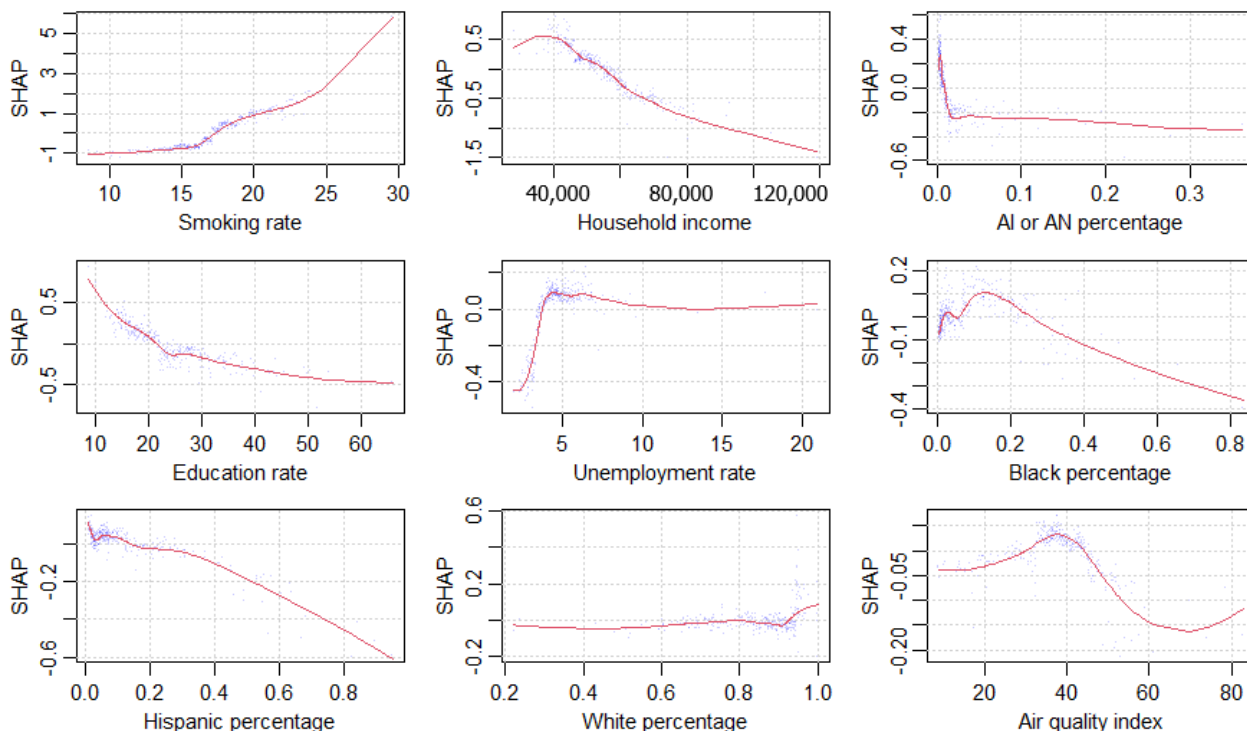 SHAP
5
3
1
-1
10 15 20 25 30
Smoking rate
SHAP
0.5
-0.5
-1.5
40,000 80,000 120,000
Household income
SHAP
0.4
0.0
-0.6
0.0 0.1 0.2 0.3
AI or AN percentage
SHAP
0.5
-0.5
10 20 30 40 50 60
Education rate
SHAP
0.0
-0.4
5 10 15 20
Unemployment rate
SHAP
0.2
-0.1
-0.4
0.0 0.2 0.4 0.6 0.8
Black percentage
SHAP
-0.2
-0.6
0.0 0.2 0.4 0.6 0.8
Hispanic percentage
SHAP
0.6
0.2
-0.2
0.2 0.4 0.6 0.8 1.0
White percentage
SHAP
-0.05
-0.20
20 40 60 80
Air quality index